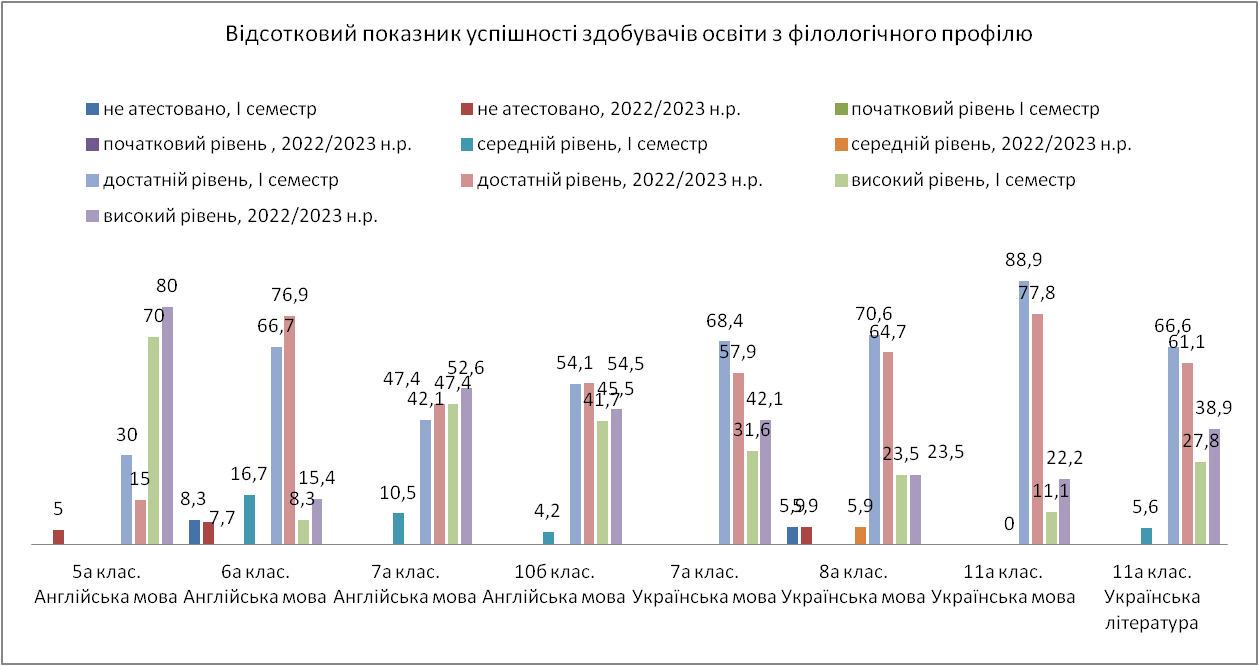 Відсотковий показник успішності здобувачів освіти з філологічного профілю
не атестовано, І семестр
не атестовано, 2022/2023 н.р.
початковий рівень І семестр
початковий рівень , 2022/2023 н.р.
середній рівень, І семестр
середній рівень, 2022/2023 н.р.
достатній рівень, І семестр
достатній рівень, 2022/2023 н.р.
високий рівень, І семестр
високий рівень, 2022/2023 н.р.
5
30
15
70
80
8,3
7,7
16,7
66,7
76,9
8,3
15,4
10,5
42,1
47,4
47,4
52,6
4,2
54,1
54,5
41,7
45,5
68,4
57,9
31,6
42,1
5,9
5,9
5,9
70,6
64,7
23,5
23,5
0
88,9
77,8
11,1
22,2
5,6
66,6
61,1
27,8
38,9
5а клас.
Англійська мова
6а клас.
Англійська мова
7а клас.
Англійська мова
10б клас.
Англійська мова
7а клас.
Українська мова
8а клас.
Українська мова
11а клас.
Українська мова
11а клас.
Українська
література